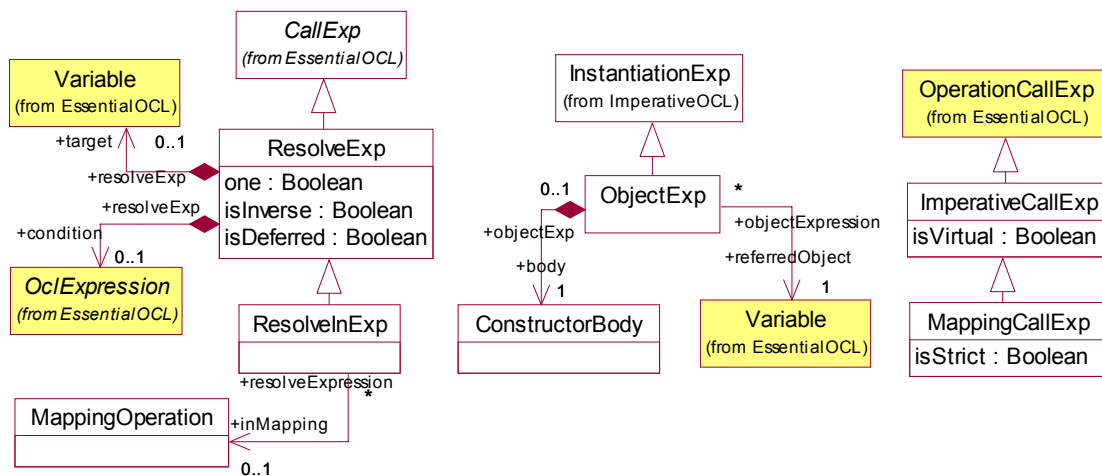 CallExp
(from EssentialOCL)
Variable
(from EssentialOCL)
+target
0..1
+resolveExp
ResolveExp
one : Boolean
isInverse : Boolean
isDeferred : Boolean
+resolveExp
+condition
0..1
OclExpression
(from EssentialOCL)
ResolveInExp
+resolveExpression
*
MappingOperation
+inMapping
0..1
InstantiationExp
(from ImperativeOCL)
ObjectExp
0..1
+objectExp
+body
1
ConstructorBody
*
+objectExpression
+referredObject
1
Variable
(from EssentialOCL)
OperationCallExp
(from EssentialOCL)
ImperativeCallExp
isVirtual : Boolean
MappingCallExp
isStrict : Boolean